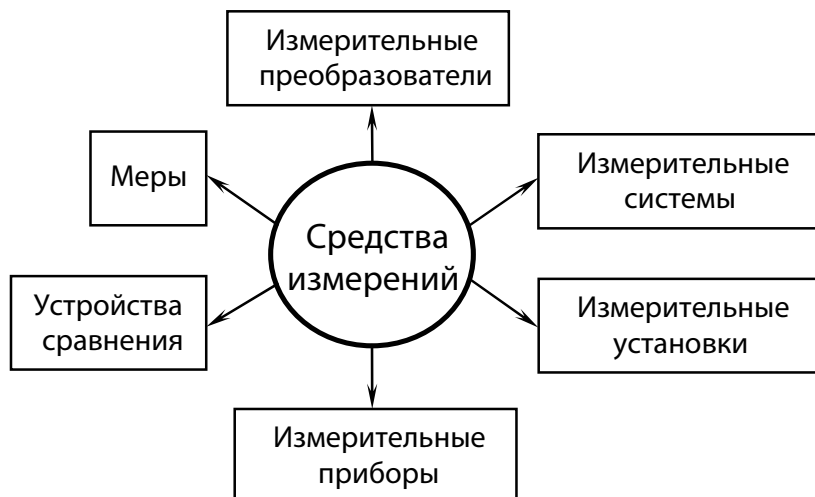 Измерительные
преобразователи
Меры
Измерительные
системы
Средства
измерений
Устройства
сравнения
Измерительные
установки
Измерительные
приборы